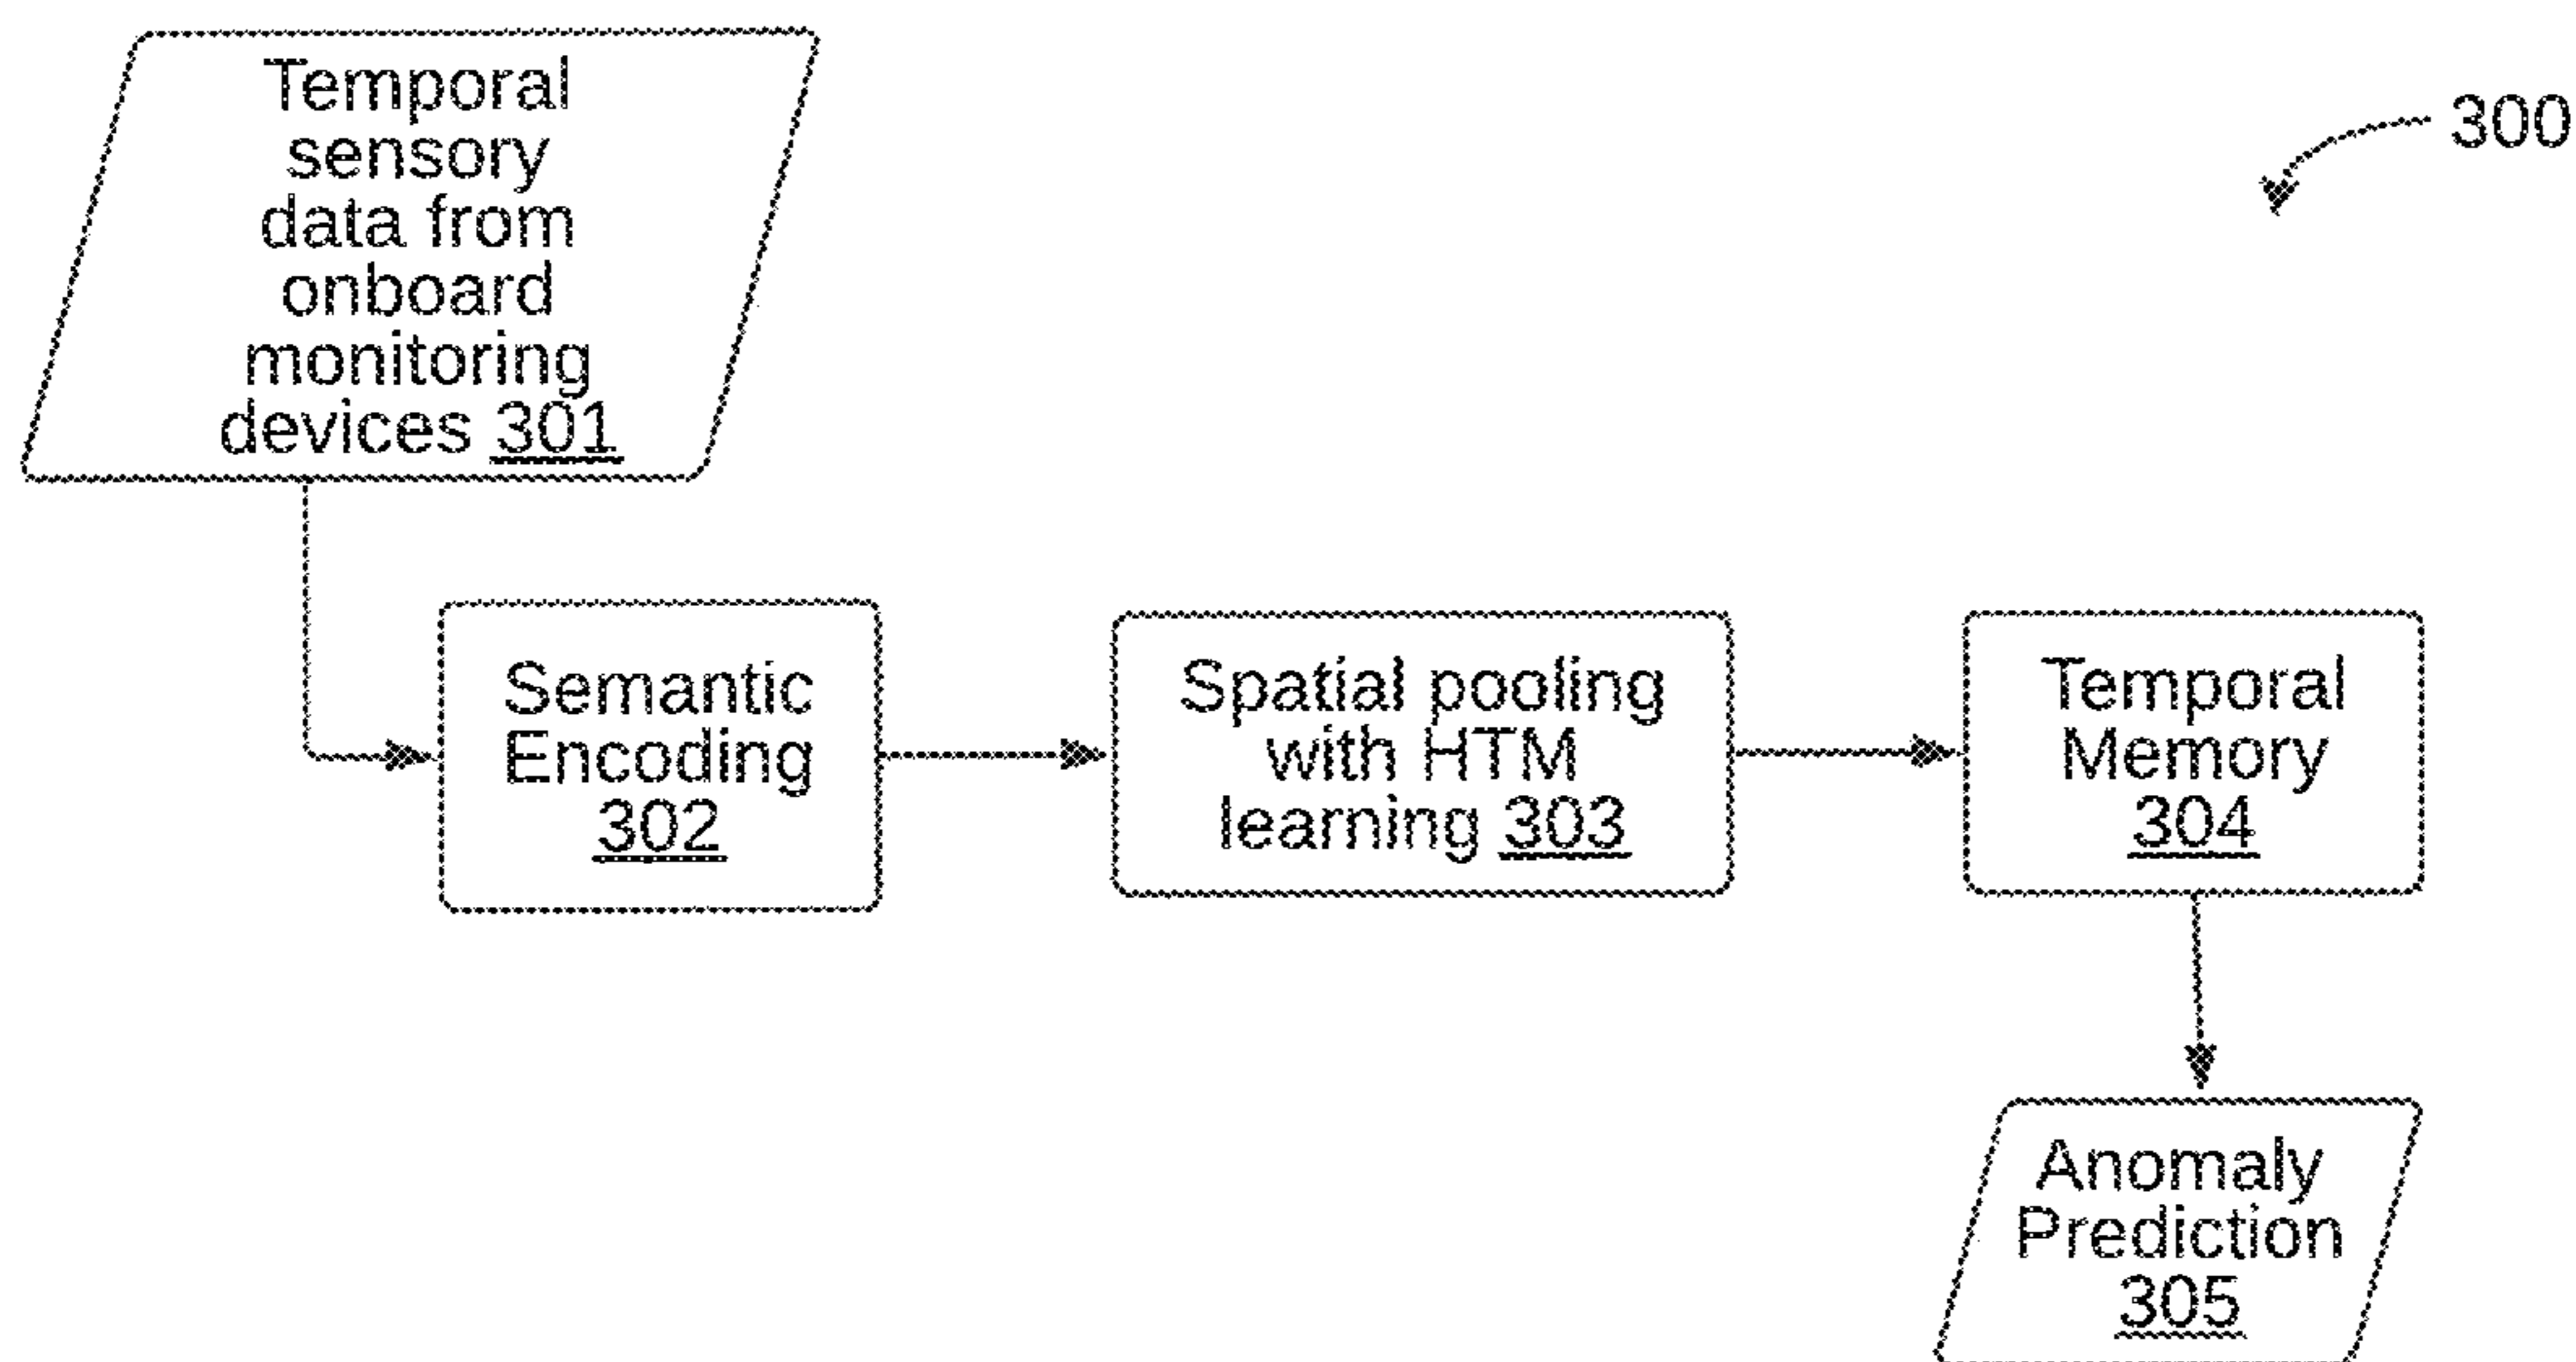 Temporal
sensory
data from
onboard
monitoring
devices 301
300
Semantic
Encoding
302
Spatial pooling
with HTM
learning 303
Temporal
Memory
304
Anomaly
Prediction
305